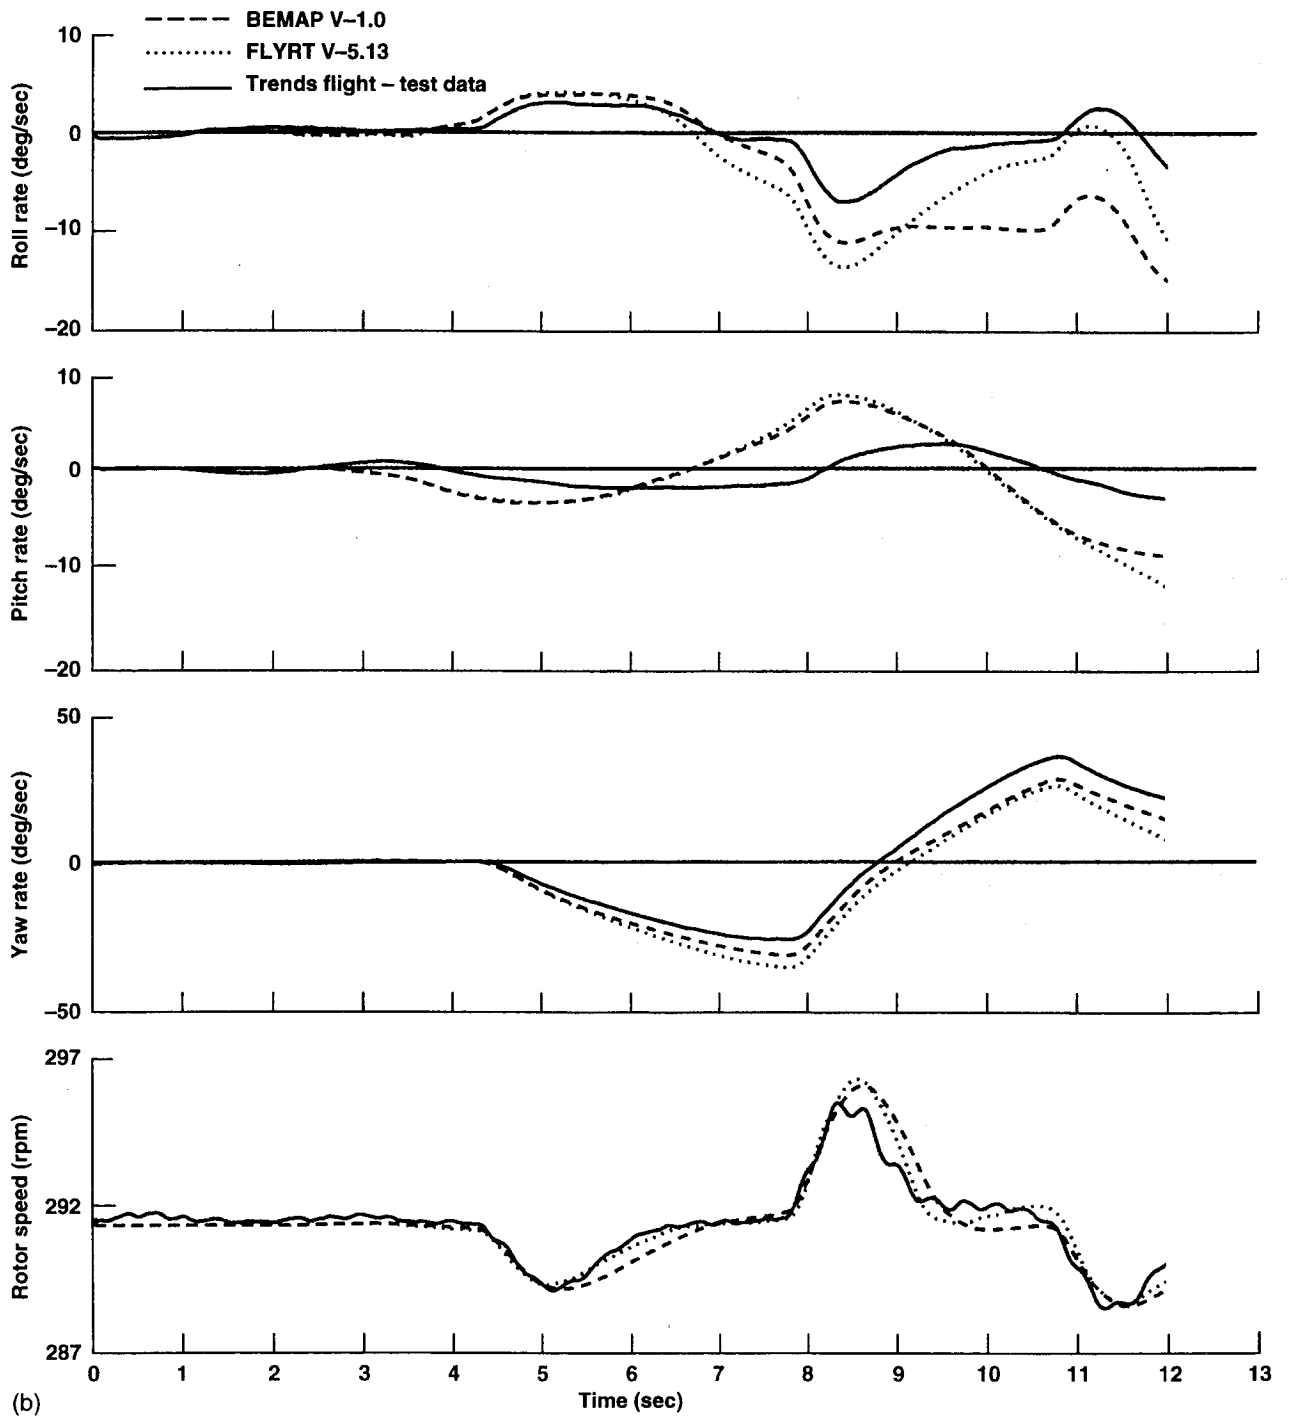 BEMAP V–1.0
FLYRT V–5.13
Trends flight – test data
10
0
–10
–20
Roll rate (deg/sec)
10
0
–10
–20
Pitch rate (deg/sec)
50
0
–50
Yaw rate (deg/sec)
297
292
287
Rotor speed (rpm)
0 1 2 3 4 5 6 7 8 9 10 11 12 13
Time (sec)
(b)